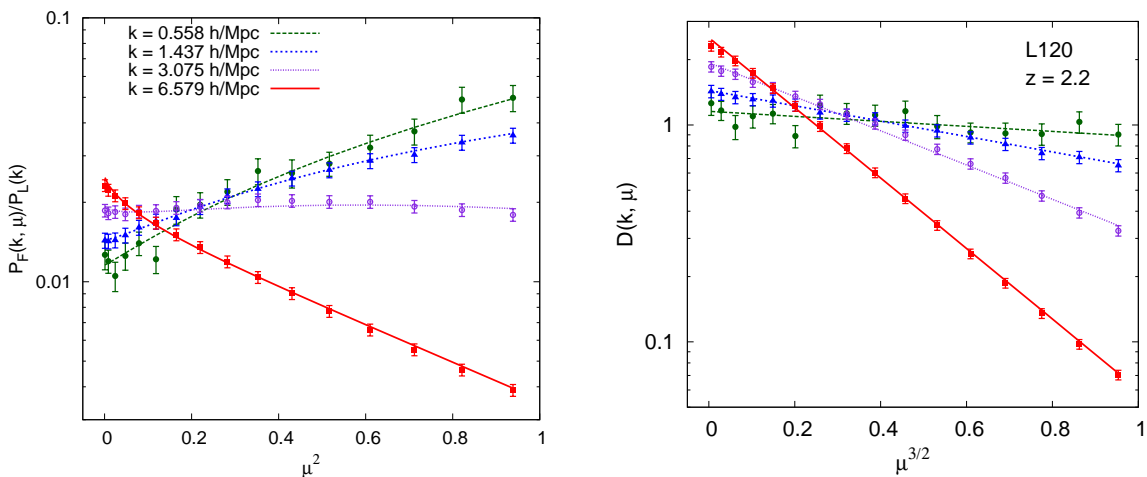 k = 0.558 h/Mpc
k = 1.437 h/Mpc
k = 3.075 h/Mpc
k = 6.579 h/Mpc
0.1
0.01
P_F(k, μ)/P_L(k)
0 0.2 0.4 0.6 0.8 1
μ^2
L120
z = 2.2
1
0.1
D(k, μ)
0 0.2 0.4 0.6 0.8 1
μ^{3/2}